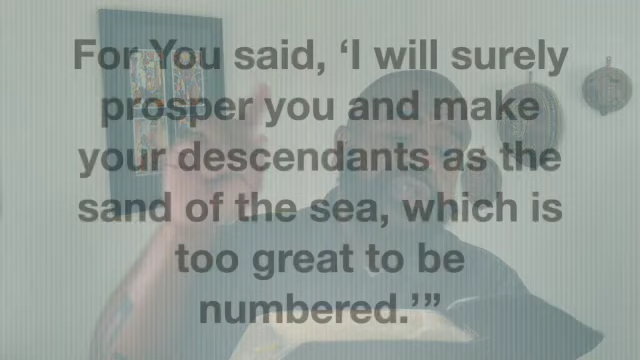 For You said, ‘I will surely
prosper you and make
your descendants as the
sand of the sea, which is
too great to be
numbered.’”